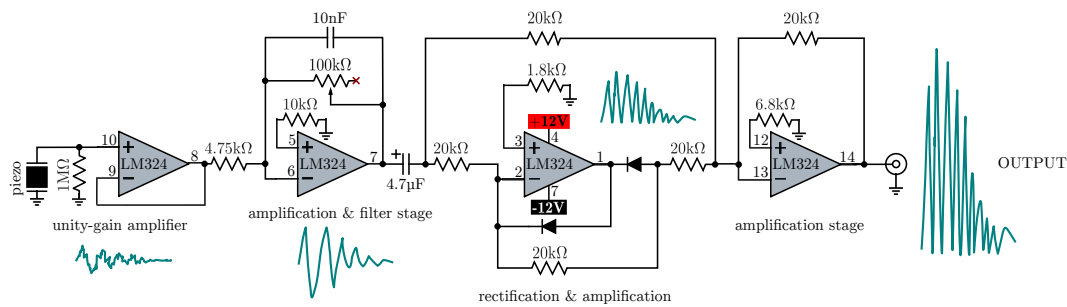 piezo
1MΩ
10
9
LM324
8
unity-gain amplifier
4.75kΩ
10nF
100kΩ
10kΩ
5
6
LM324
7
amplification & filter stage
4.7µF
20kΩ
20kΩ
1.8kΩ
+12V
4
3
2
LM324
1
7
-12V
20kΩ
rectification & amplification
20kΩ
20kΩ
6.8kΩ
12
13
LM324
14
amplification stage
OUTPUT